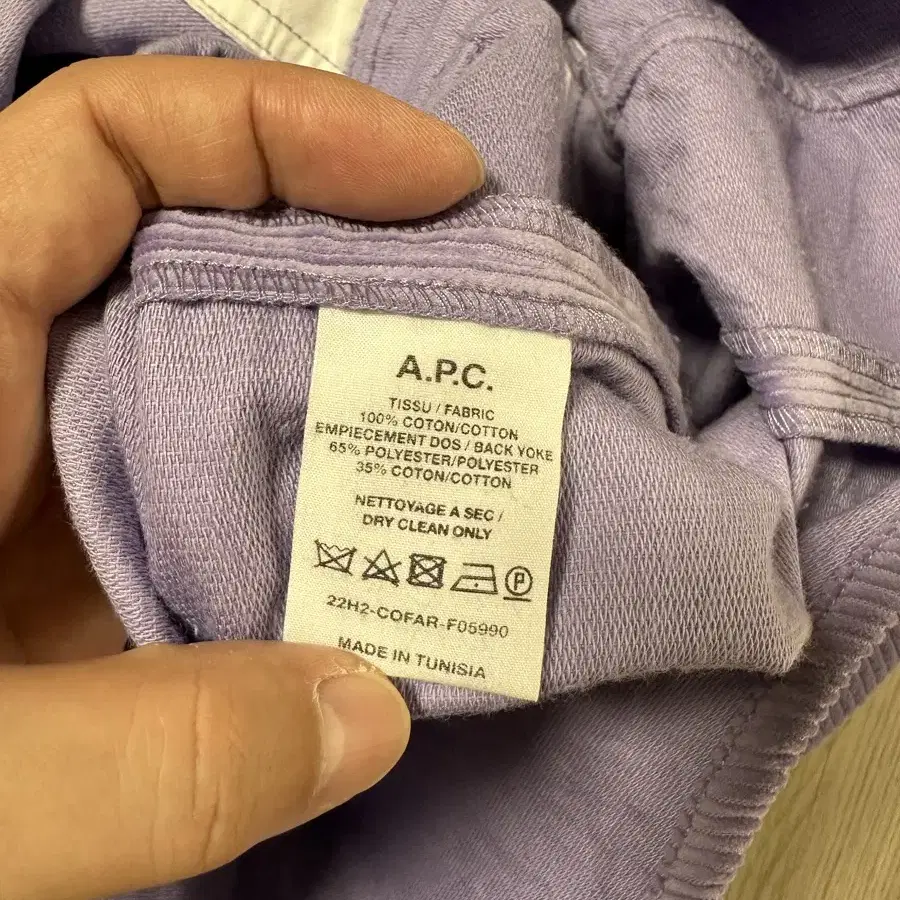 A.P.C.
TISSU / FABRIC
100% COTON/COTTON
EMPIECEMENT DOS / BACK YOKE
65% POLYESTER/POLYESTER
35% COTON/COTTON
NETTOYAGE A SEC /
DRY CLEAN ONLY
P
22H2-COFAR-F05990
MADE IN TUNISIA